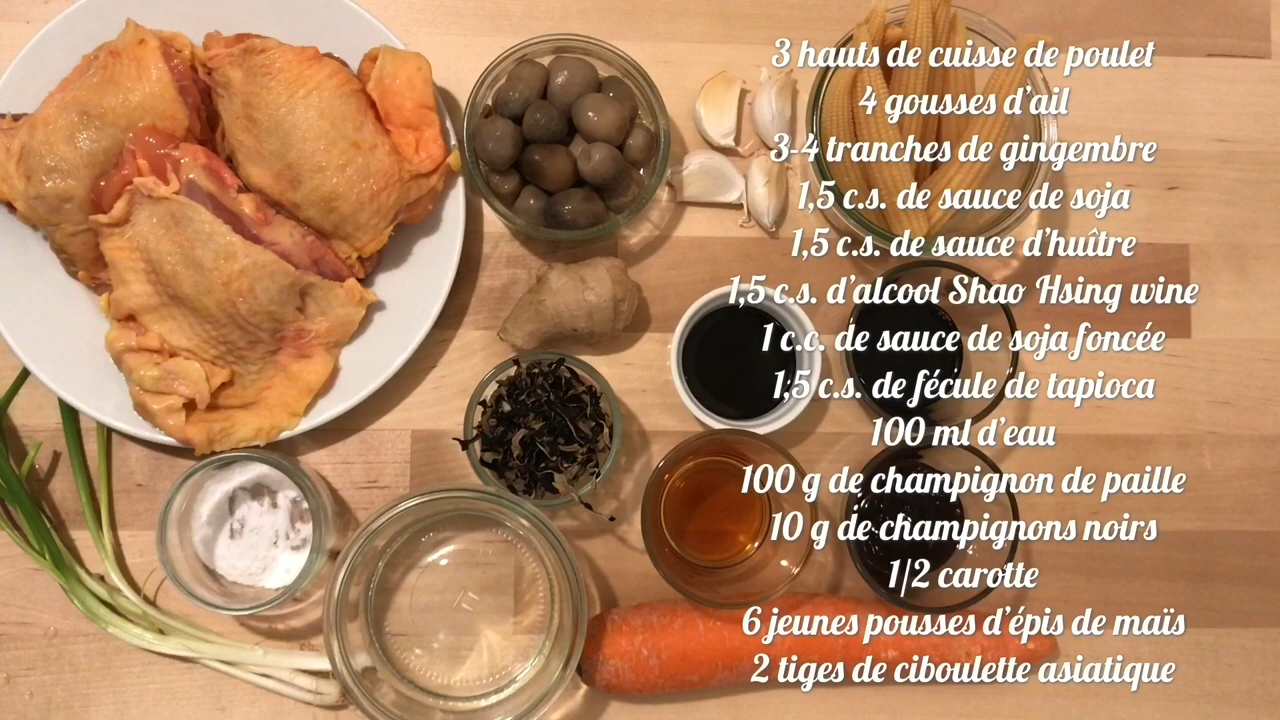 3 hauts de cuisse de poulet
4 gousses d'ail
3-4 tranches de gingembre
1,5 c.s. de sauce de soja
1,5 c.s. de sauce d'huître
1,5 c.s. d'alcool Shao Hsing wine
1 c.c. de sauce de soja foncée
1,5 c.s. de fécule de tapioca
100 ml d'eau
100 g de champignon de paille
10 g de champignons noirs
1/2 carotte
6 jeunes pousses d'épis de maïs
2 tiges de ciboulette asiatique